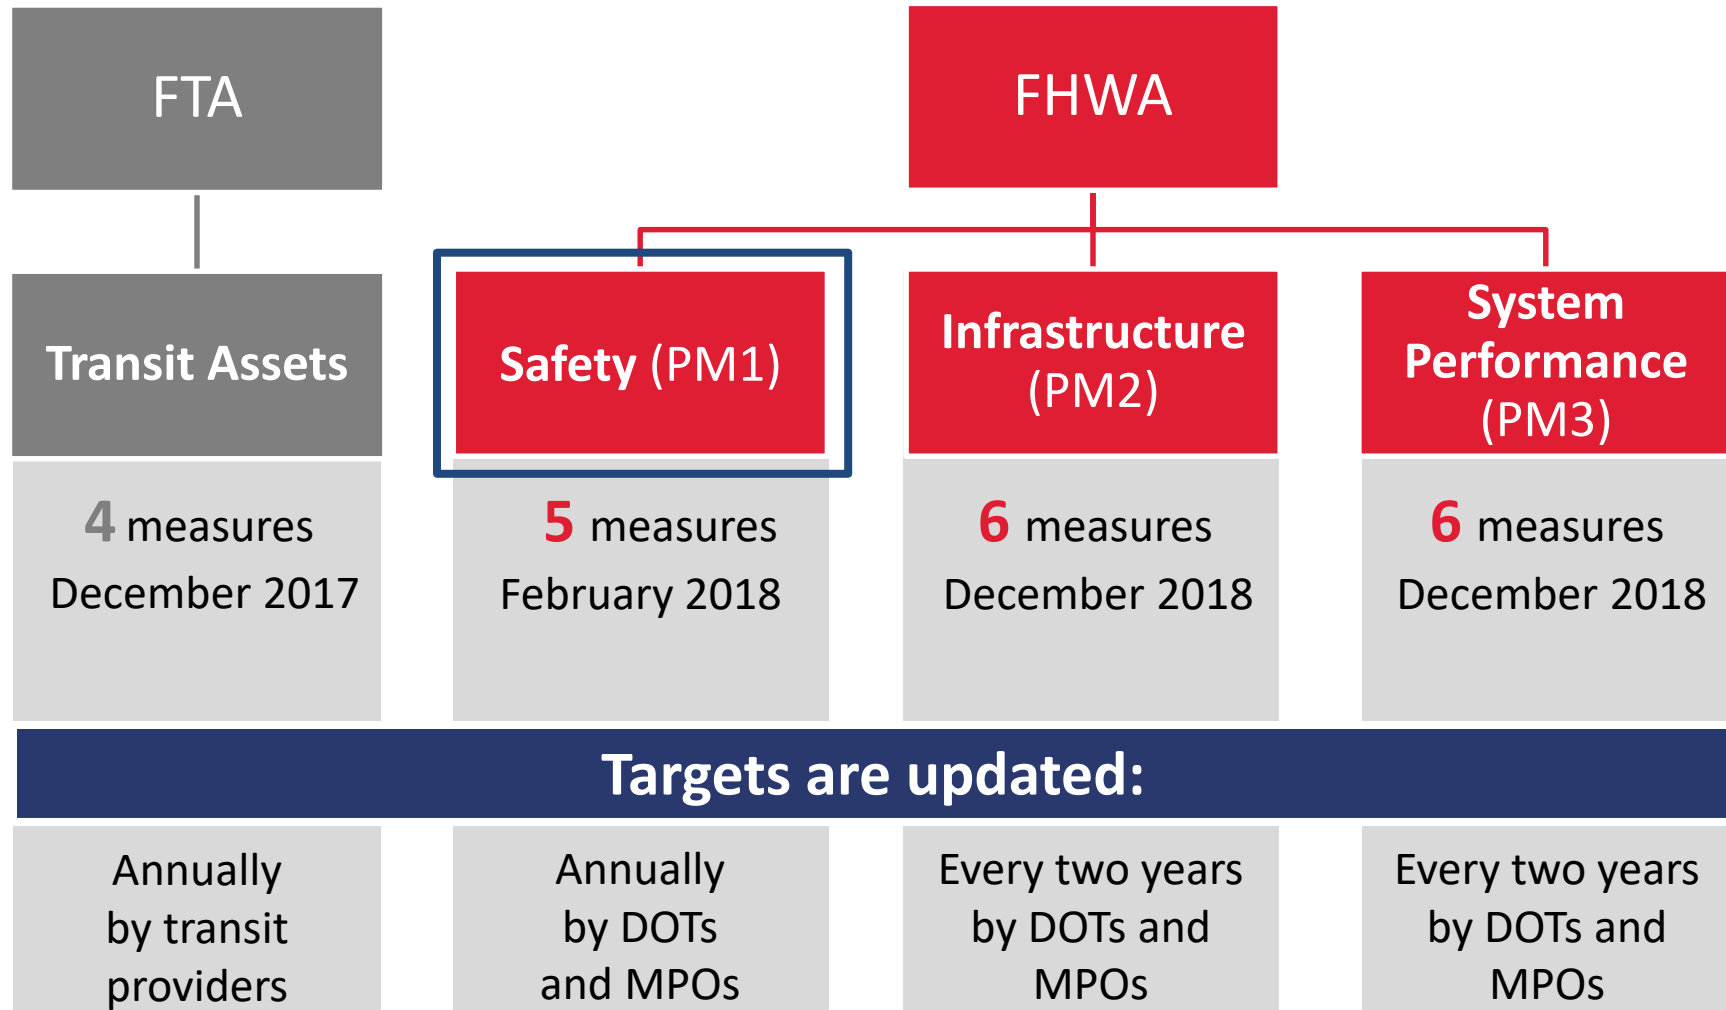 FTA
FHWA
Transit Assets
Safety (PM1)
Infrastructure
(PM2)
System
Performance
(PM3)
4 measures
December 2017
5 measures
February 2018
6 measures
December 2018
6 measures
December 2018
Targets are updated:
Annually
by transit
providers
Annually
by DOTs
and MPOs
Every two years
by DOTs and
MPOs
Every two years
by DOTs and
MPOs